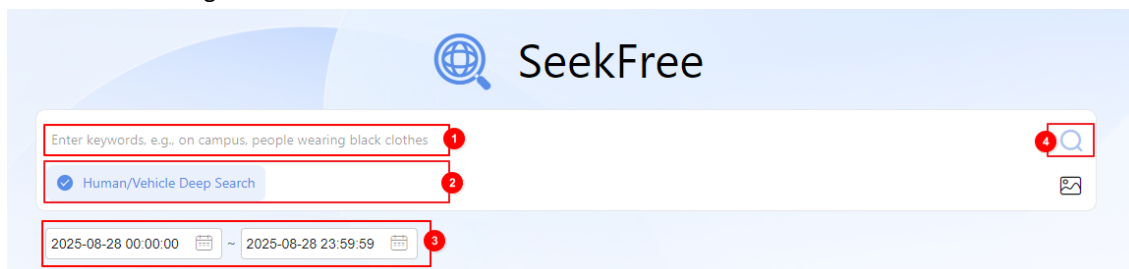 SeekFree
Enter keywords, e.g., on campus, people wearing black clothes 1
4
Human/Vehicle Deep Search 2
2025-08-28 00:00:00 ~ 2025-08-28 23:59:59 3